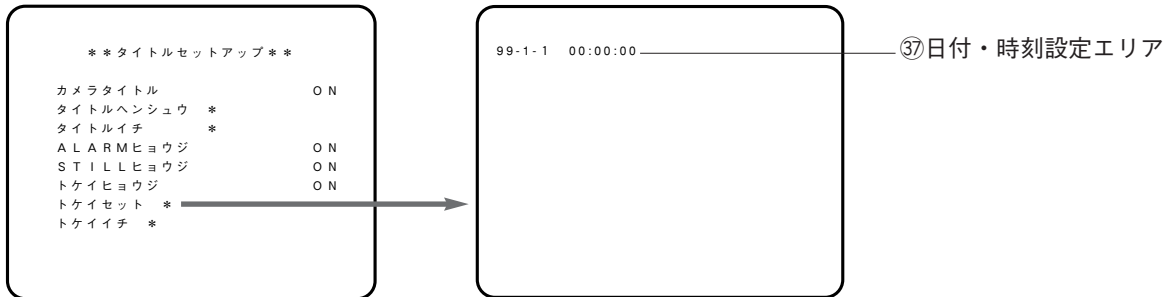 ＊＊タイトルセットアップ＊＊
カメラタイトル ON
タイトルヘンシュウ ＊
タイトルイチ ＊
ALARMヒョウジ ON
STILLヒョウジ ON
トケイヒョウジ ON
トケイセット ＊
トケイイチ ＊
99-1-1 00:00:00
㊲日付・時刻設定エリア